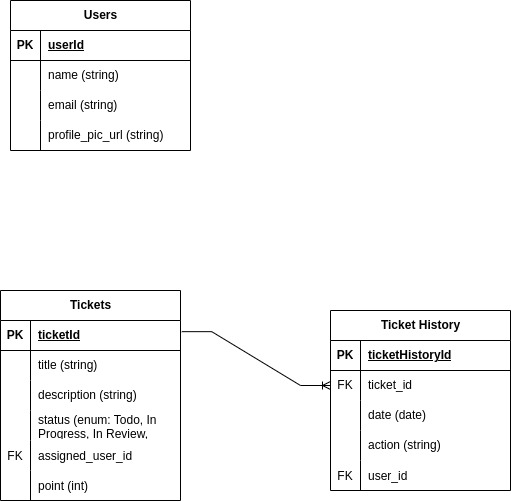 Users
PK userId
name (string)
email (string)
profile_pic_url (string)
Tickets
PK ticketId
title (string)
description (string)
status (enum: Todo, In
Progress, In Review,
FK assigned_user_id
point (int)
Ticket History
PK ticketHistoryId
FK ticket_id
date (date)
action (string)
FK user_id